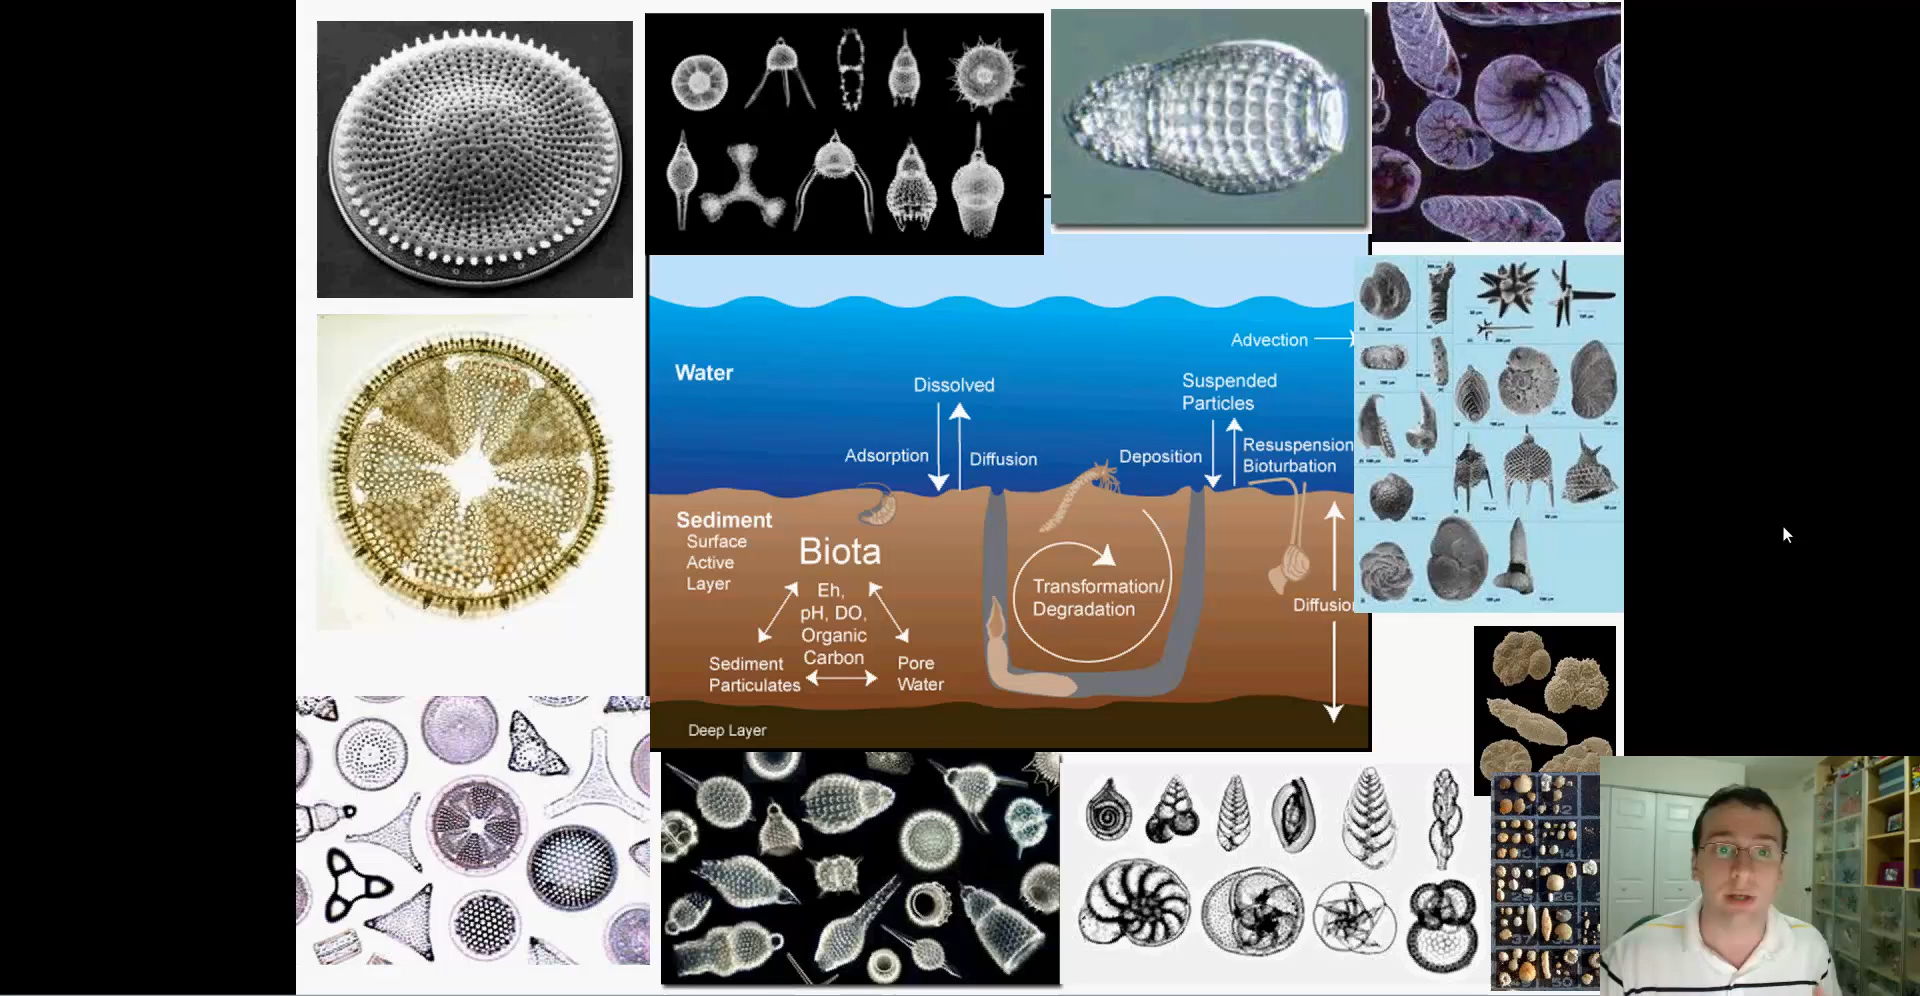 Advection
Water
Dissolved
Suspended
Particles
Adsorption
Diffusion
Deposition
Resuspension
Bioturbation
Sediment
Surface
Active
Layer
Biota
Eh,
pH, DO,
Organic
Carbon
Transformation/
Degradation
Diffusion
Sediment
Particulates
Pore
Water
Deep Layer